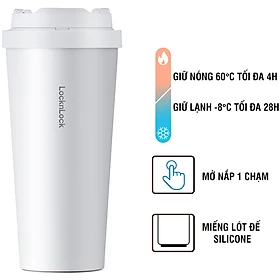 LocknLock
GIỮ NÓNG 60°C TỐI ĐA 4H
GIỮ LẠNH -8°C TỐI ĐA 28H
MỞ NẮP 1 CHẠM
MIẾNG LÓT ĐẾ
SILICONE